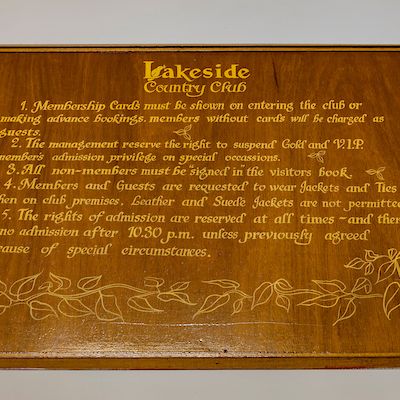 Lakeside
Country Club
1. Membership Cards must be shown on entering the club or
making advance bookings. members without cards will be charged as
guests.
2. The management reserve the right to suspend Gold and V.I.P.
member's admission privilege on special occassions.
3. All non-members must be "signed in" the visitors book
4. Members and Guests are requested to wear Jackets and Ties
when on club premises. Leather and Suede Jackets are not permitted
5. The rights of admission are reserved at all times - and there
no admission after 10.30 p.m. unless previously agreed
cause of special circumstances.